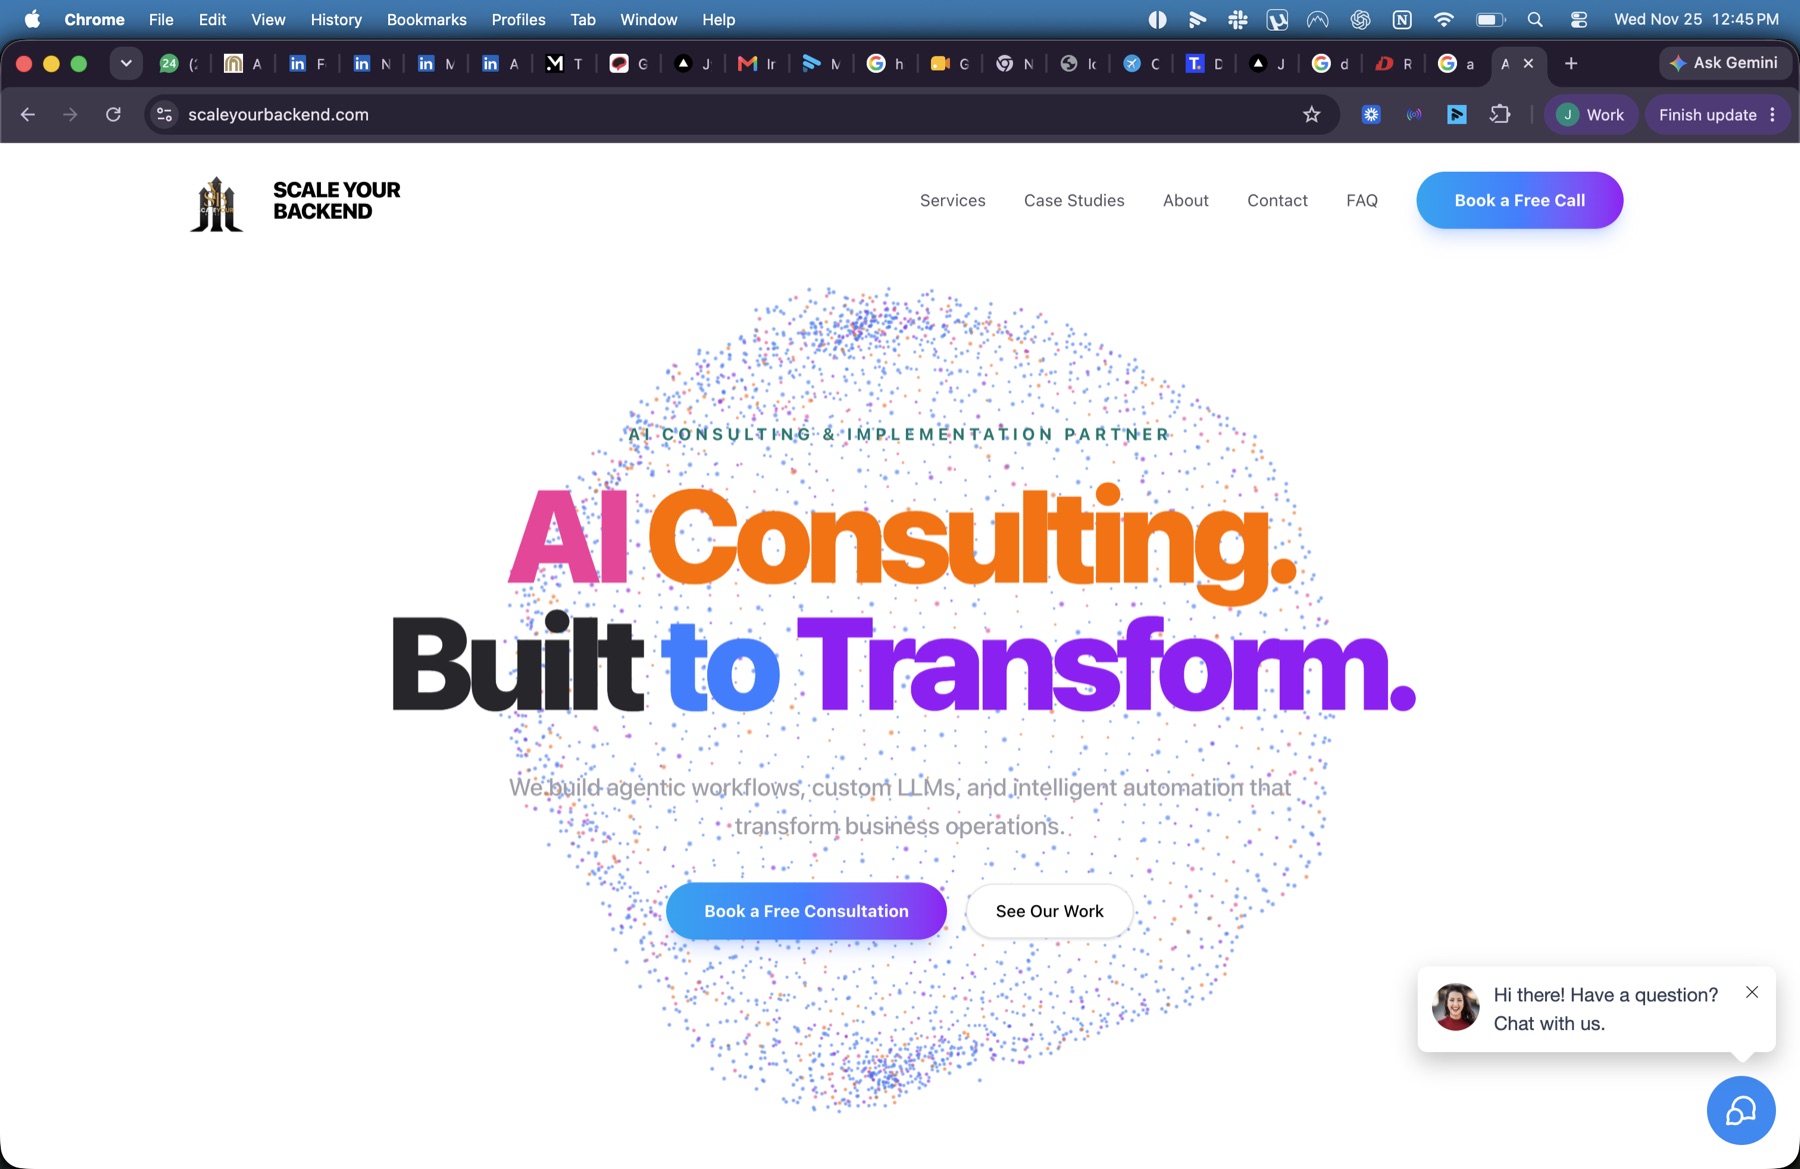 Chrome File Edit View History Bookmarks Profiles Tab Window Help Wed Nov 25 12:45 PM
24 A F N M A T G J Ir M h G N Ic C D J d R a A Ask Gemini
scaleyourbackend.com J Work Finish update
SCALE YOUR
BACKEND
Services Case Studies About Contact FAQ Book a Free Call
AI CONSULTING & IMPLEMENTATION PARTNER
AI Consulting.
Built to Transform.
We build agentic workflows, custom LLMs, and intelligent automation that
transform business operations.
Book a Free Consultation See Our Work
Hi there! Have a question?
Chat with us.